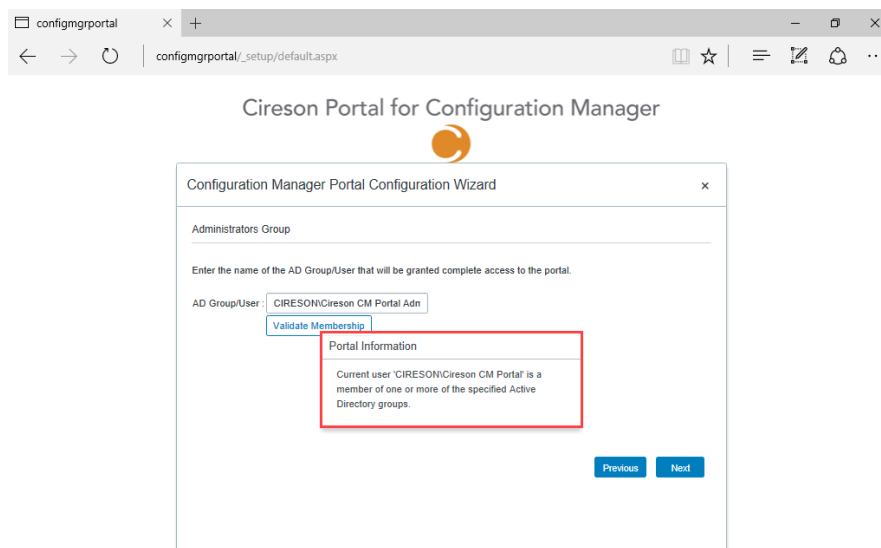 configmgrportal
configmgrportal/_setup/default.aspx
Cireson Portal for Configuration Manager
Configuration Manager Portal Configuration Wizard
Administrators Group
Enter the name of the AD Group/User that will be granted complete access to the portal.
AD Group/User : CIRESON\Cireson CM Portal Adm
Validate Membership
Portal Information
Current user 'CIRESON\Cireson CM Portal' is a
member of one or more of the specified Active
Directory groups.
Previous Next